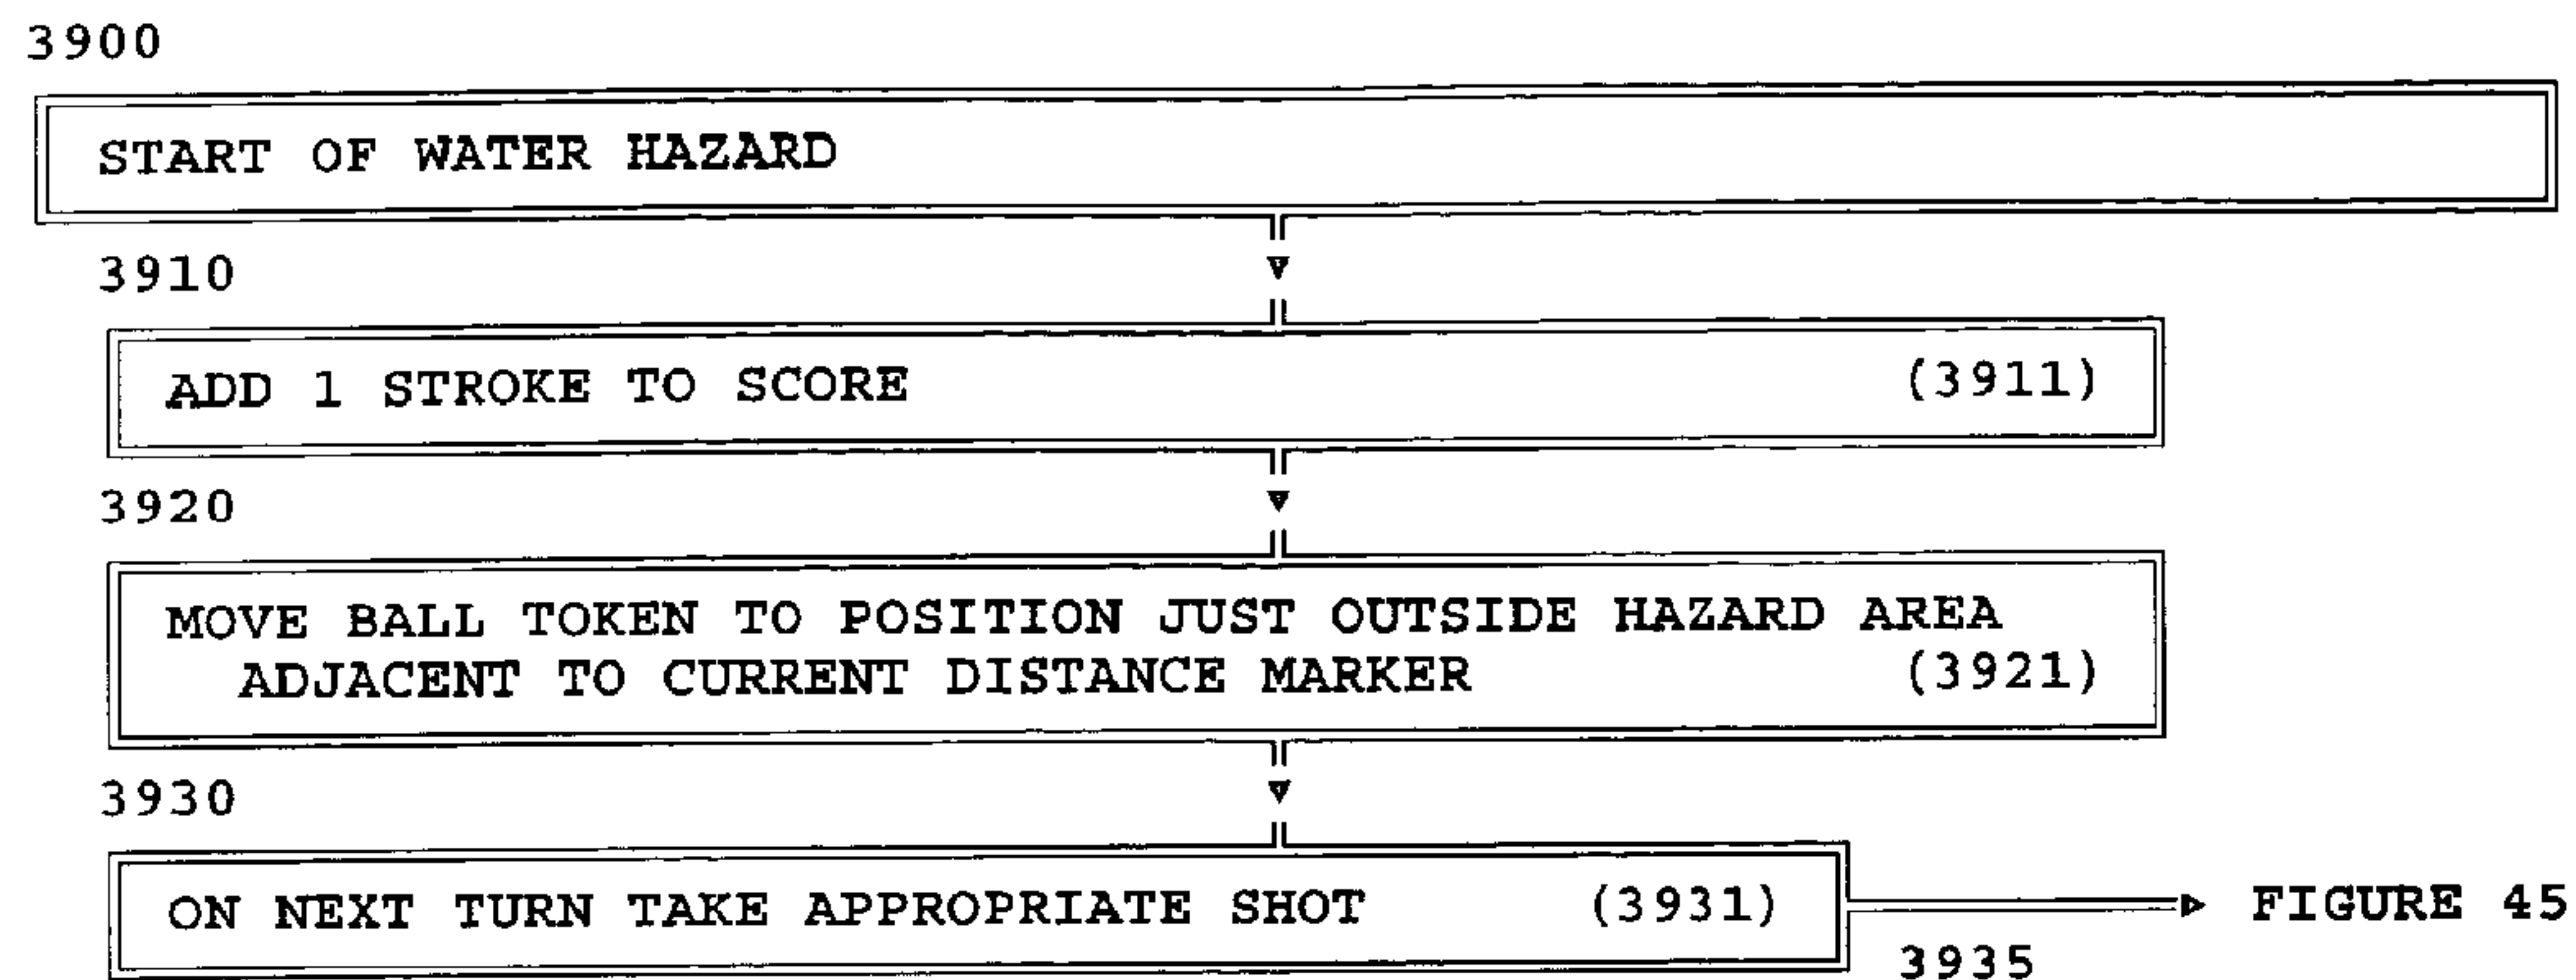 3900
START OF WATER HAZARD
3910
ADD 1 STROKE TO SCORE (3911)
3920
MOVE BALL TOKEN TO POSITION JUST OUTSIDE HAZARD AREA
ADJACENT TO CURRENT DISTANCE MARKER (3921)
3930
ON NEXT TURN TAKE APPROPRIATE SHOT (3931) FIGURE 45
3935